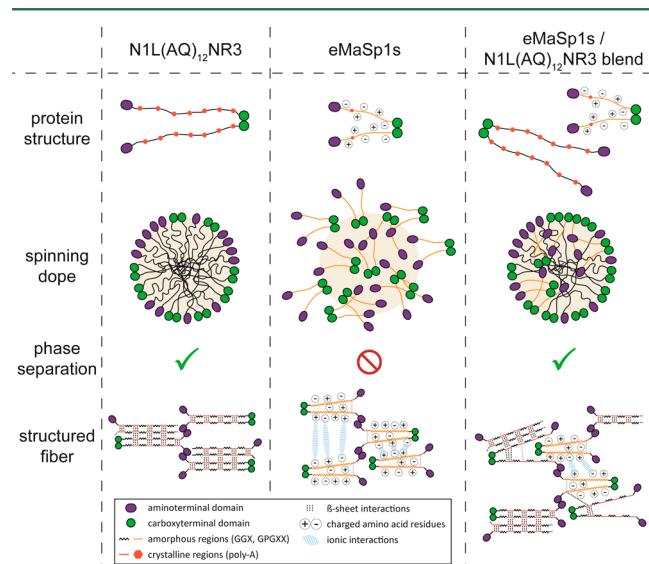 N1L(AQ)12NR3
eMaSp1s
eMaSp1s /
N1L(AQ)12NR3 blend
protein
structure
spinning
dope
phase
separation
structured
fiber
aminoterminal domain
carboxyterminal domain
amorphous regions (GGX, GPGXX)
crystalline regions (poly-A)
ß-sheet interactions
charged amino acid residues
ionic interactions